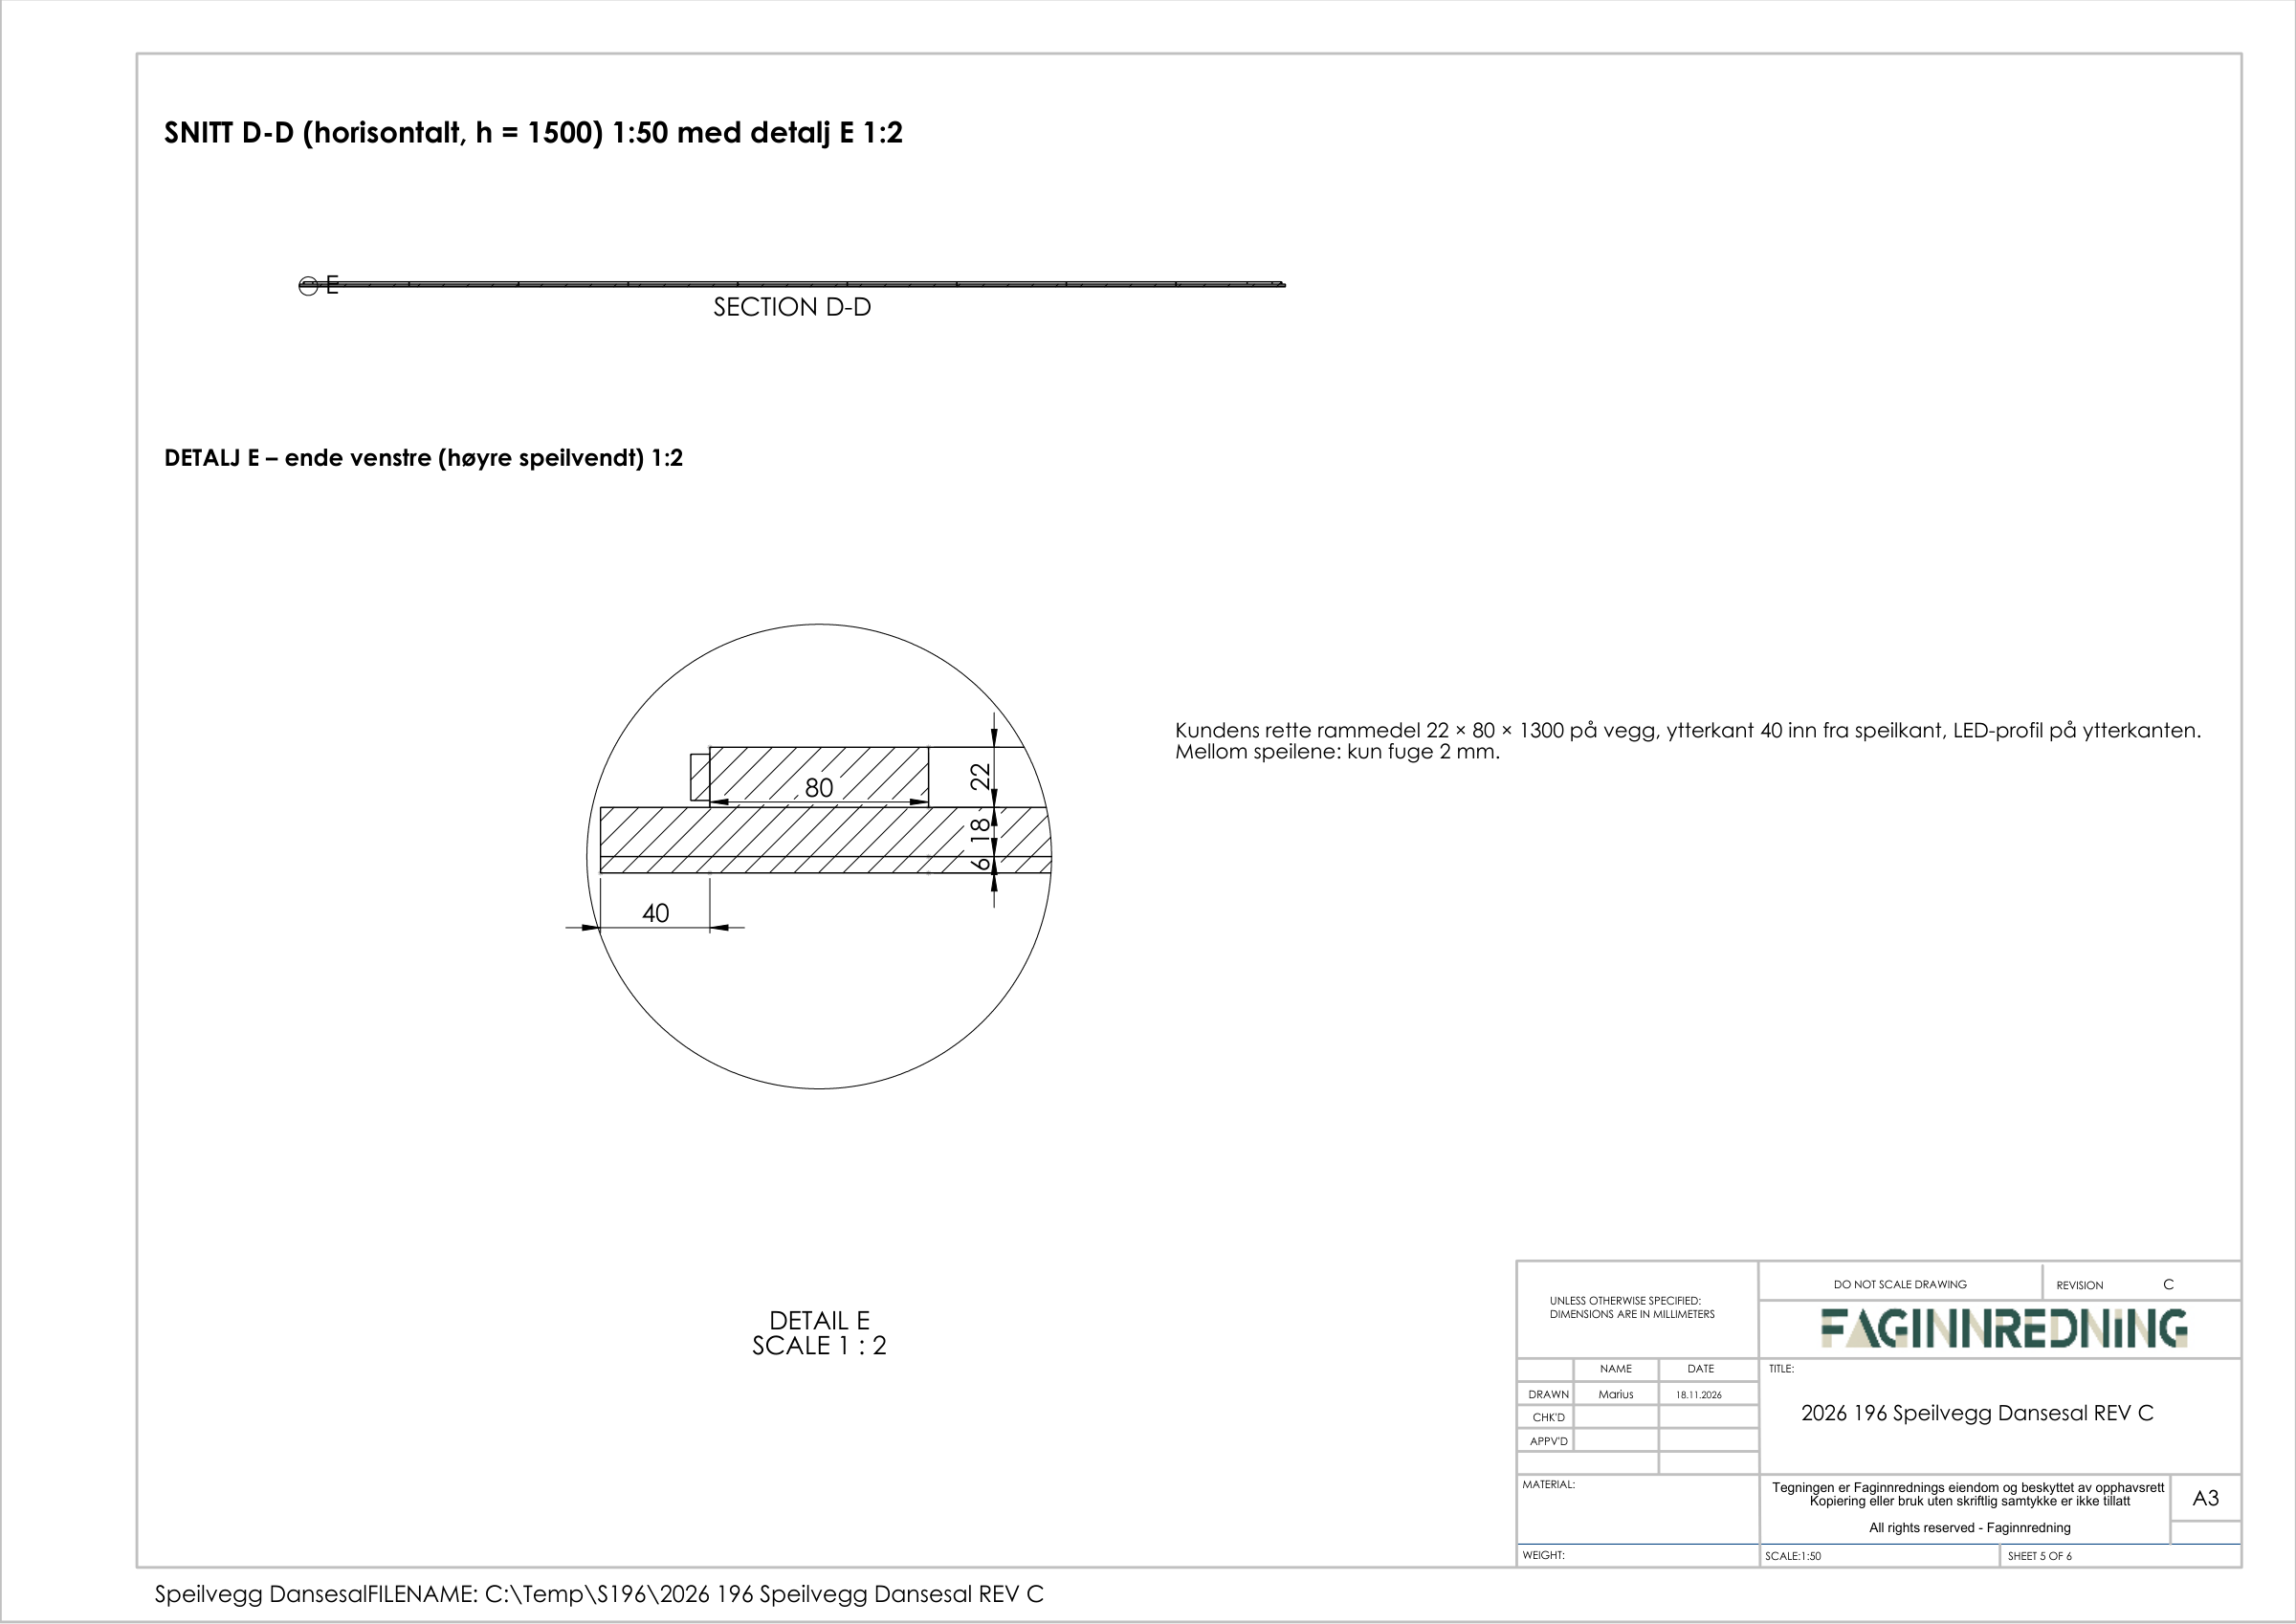 SNITT D-D (horisontalt, h = 1500) 1:50 med detalj E 1:2
E
SECTION D-D
DETALJ E – ende venstre (høyre speilvendt) 1:2
80
22
18
6
40
Kundens rette rammedel 22 × 80 × 1300 på vegg, ytterkant 40 inn fra speilkant, LED-profil på ytterkanten.
Mellom speilene: kun fuge 2 mm.
DETAIL E
SCALE 1 : 2
UNLESS OTHERWISE SPECIFIED:
DIMENSIONS ARE IN MILLIMETERS
DO NOT SCALE DRAWING
REVISION C
FAGINNREDNING
NAME DATE
DRAWN Marius 18.11.2026
CHK'D
APPV'D
TITLE:
2026 196 Speilvegg Dansesal REV C
MATERIAL:
Tegningen er Faginnrednings eiendom og beskyttet av opphavsrett
Kopiering eller bruk uten skriftlig samtykke er ikke tillatt
All rights reserved - Faginnredning
A3
WEIGHT:
SCALE:1:50
SHEET 5 OF 6
Speilvegg DansesalFILENAME: C:\Temp\S196\2026 196 Speilvegg Dansesal REV C